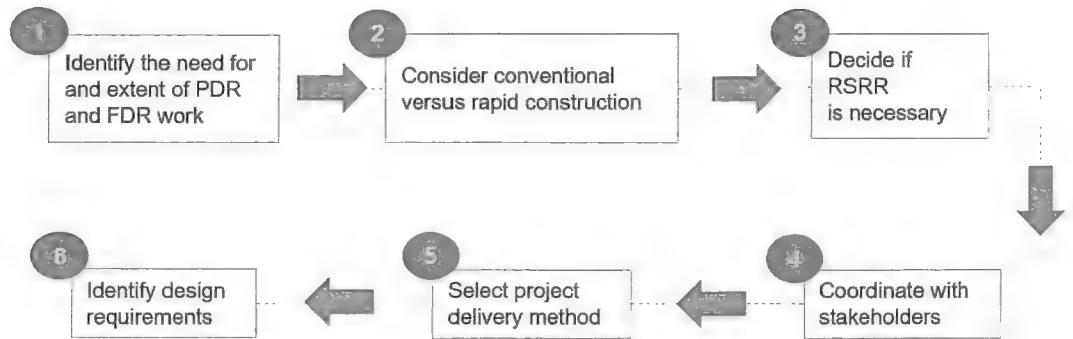 1
Identify the need for
and extent of PDR
and FDR work
2
Consider conventional
versus rapid construction
3
Decide if
RSRR
is necessary
4
Coordinate with
stakeholders
5
Select project
delivery method
6
Identify design
requirements